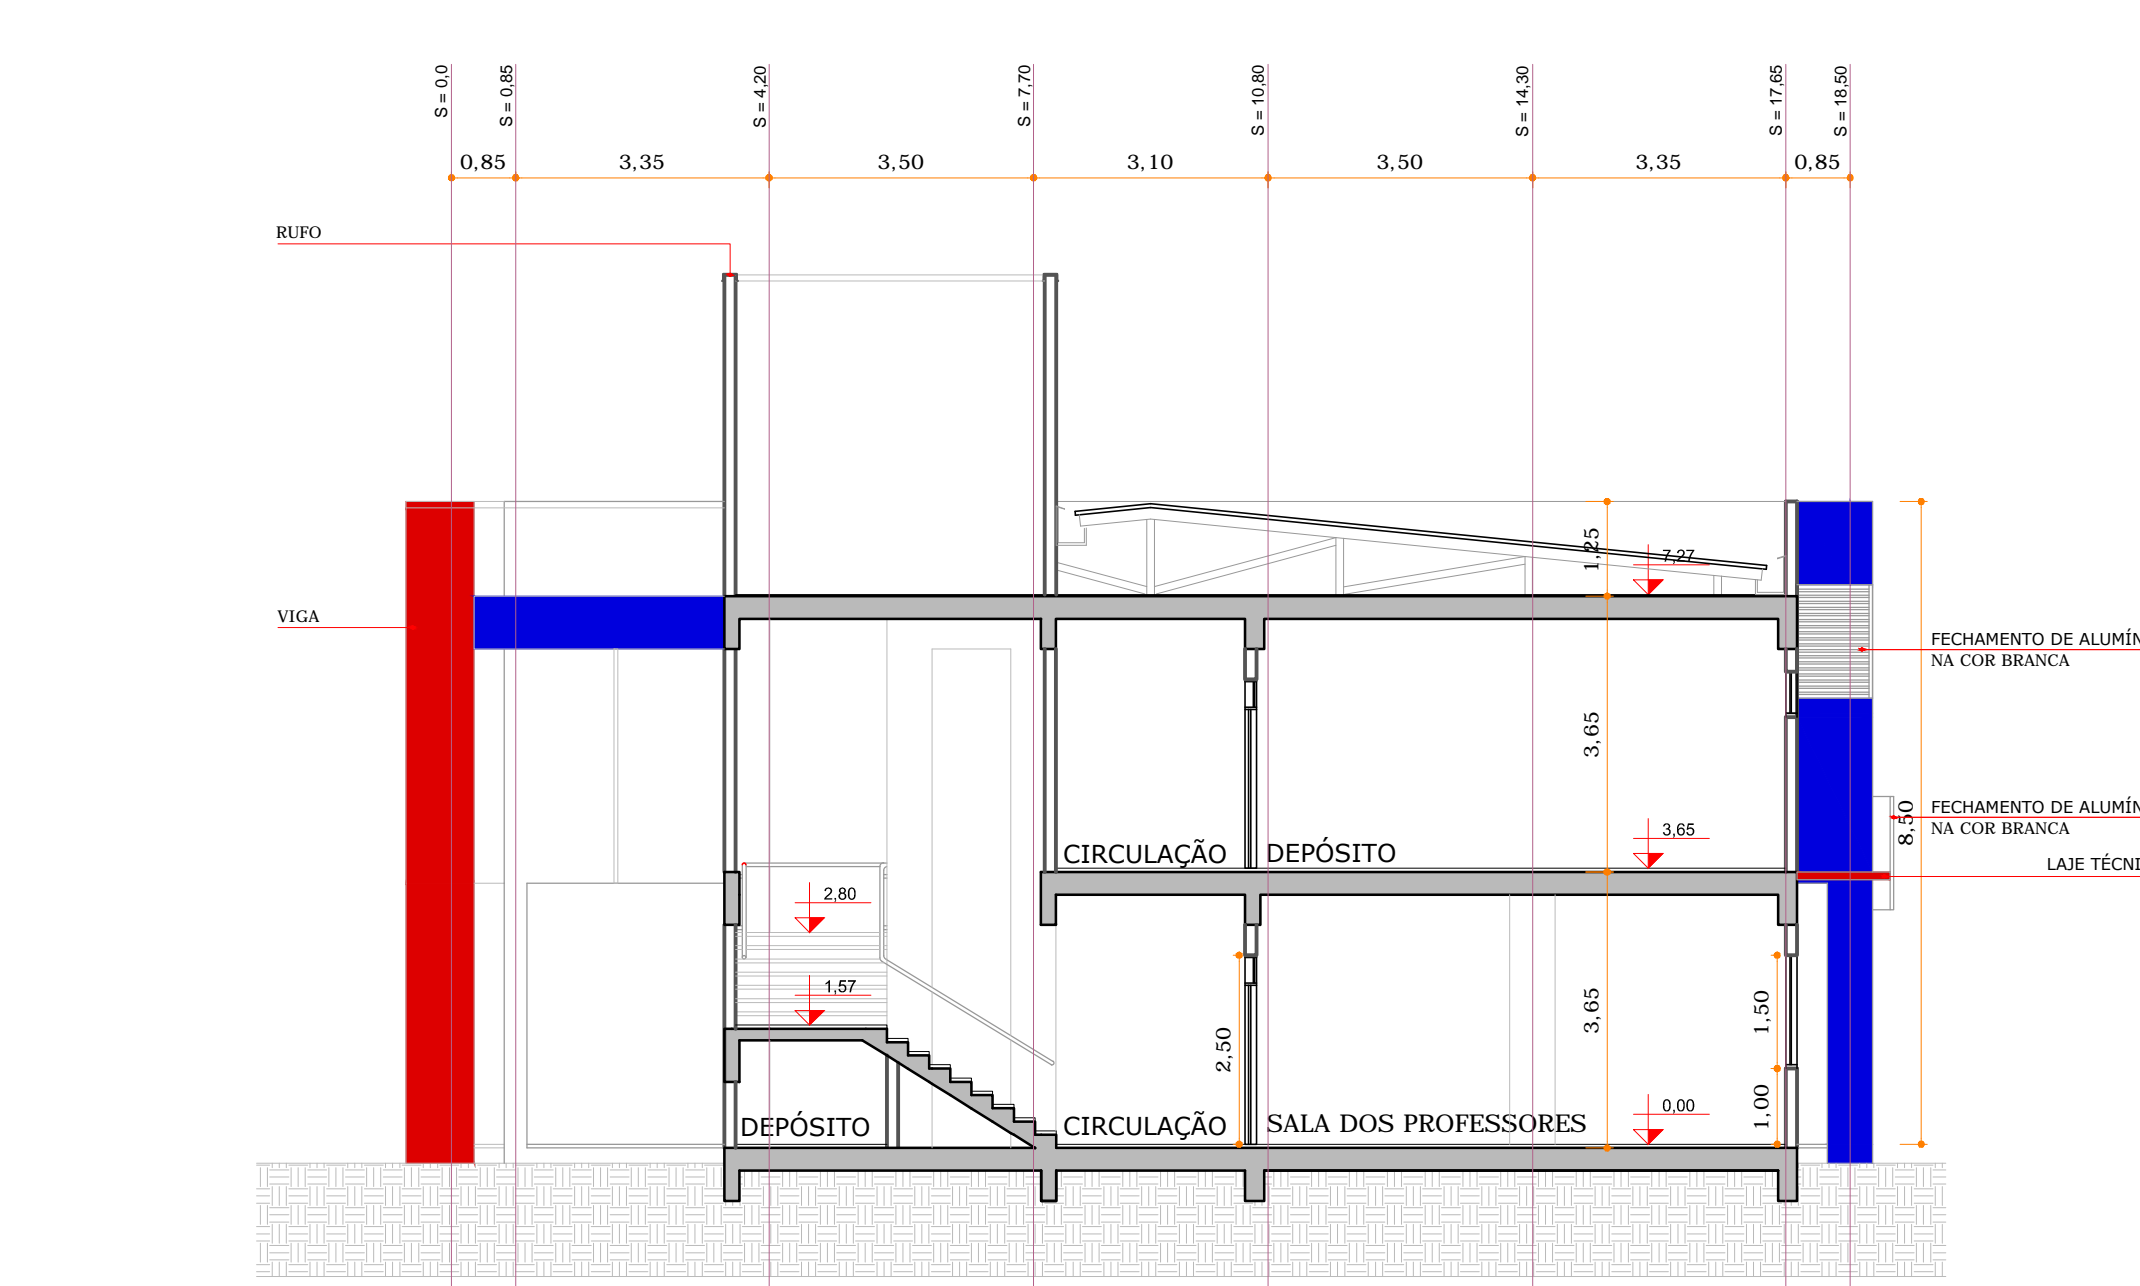 S = 0,0
S = 0,85
S = 4,20
S = 7,70
S = 10,80
S = 14,30
S = 17,65
S = 18,50
0,85
3,35
3,50
3,10
3,50
3,35
0,85
RUFO
1,25
7,27
VIGA
FECHAMENTO DE ALUMÍN
NA COR BRANCA
3,65
FECHAMENTO DE ALUMÍN
NA COR BRANCA
8,50
3,65
CIRCULAÇÃO
DEPÓSITO
LAJE TÉCNI
2,80
1,57
3,65
1,50
2,50
1,00
0,00
DEPÓSITO
CIRCULAÇÃO
SALA DOS PROFESSORES